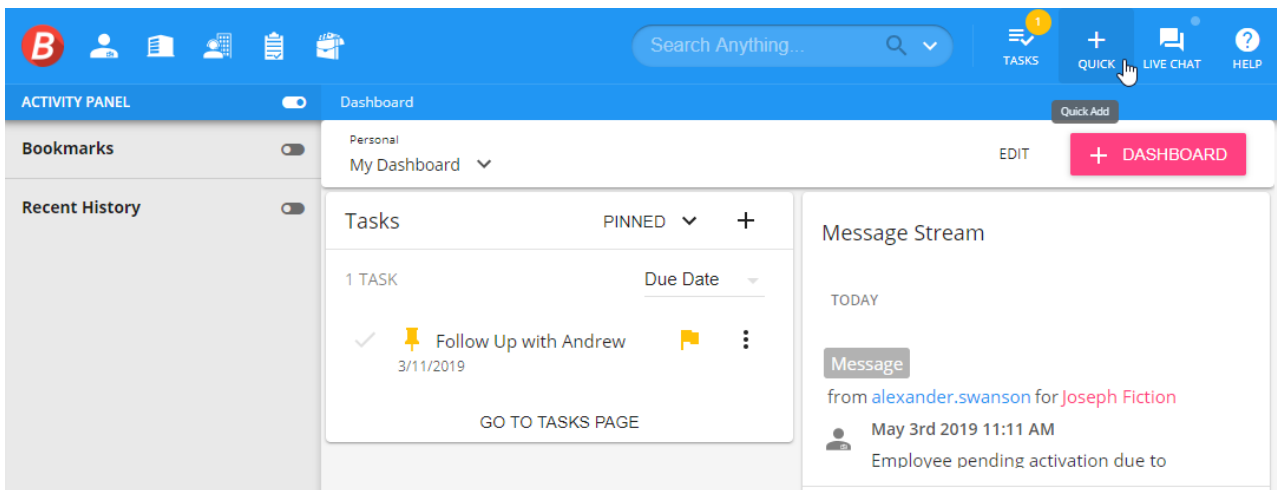 B
Search Anything...
1
TASKS
QUICK
LIVE CHAT
HELP
ACTIVITY PANEL
Dashboard
Quick Add
Bookmarks
Recent History
Personal
My Dashboard
EDIT
+ DASHBOARD
Tasks
PINNED
1 TASK
Due Date
Follow Up with Andrew
3/11/2019
GO TO TASKS PAGE
Message Stream
TODAY
Message
from alexander.swanson for Joseph Fiction
May 3rd 2019 11:11 AM
Employee pending activation due to